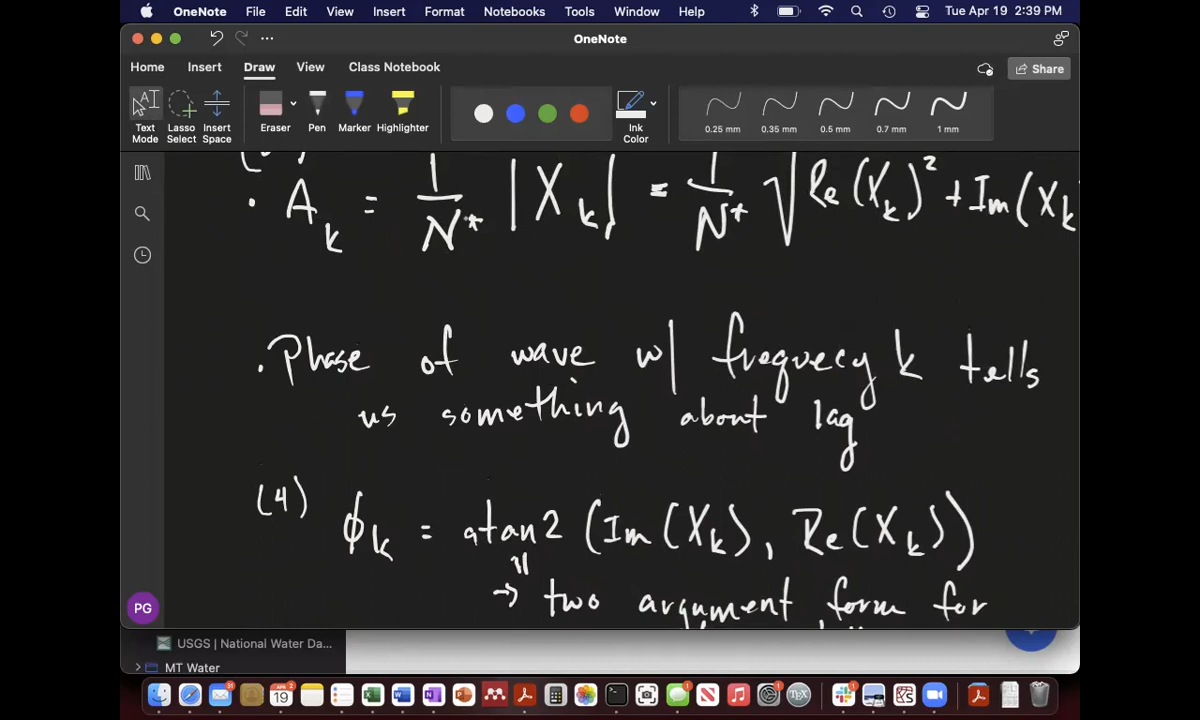 OneNote File Edit View Insert Format Notebooks Tools Window Help Tue Apr 19 2:39 PM
OneNote
Home Insert Draw View Class Notebook Share
Text Mode
Lasso Select
Insert Space
Eraser
Pen
Marker
Highlighter
Ink Color
0.25 mm 0.35 mm 0.5 mm 0.7 mm 1 mm
· A_k = 1/N* |X_k| = 1/N* √Re(X_k)² + Im(X_k
· Phase of wave w/ frequecy k tells
us something about lag
(4) ϕ_k = atan2 (Im(X_k), Re(X_k))
→ two argument form for
PG
USGS | National Water Da...
MT Water